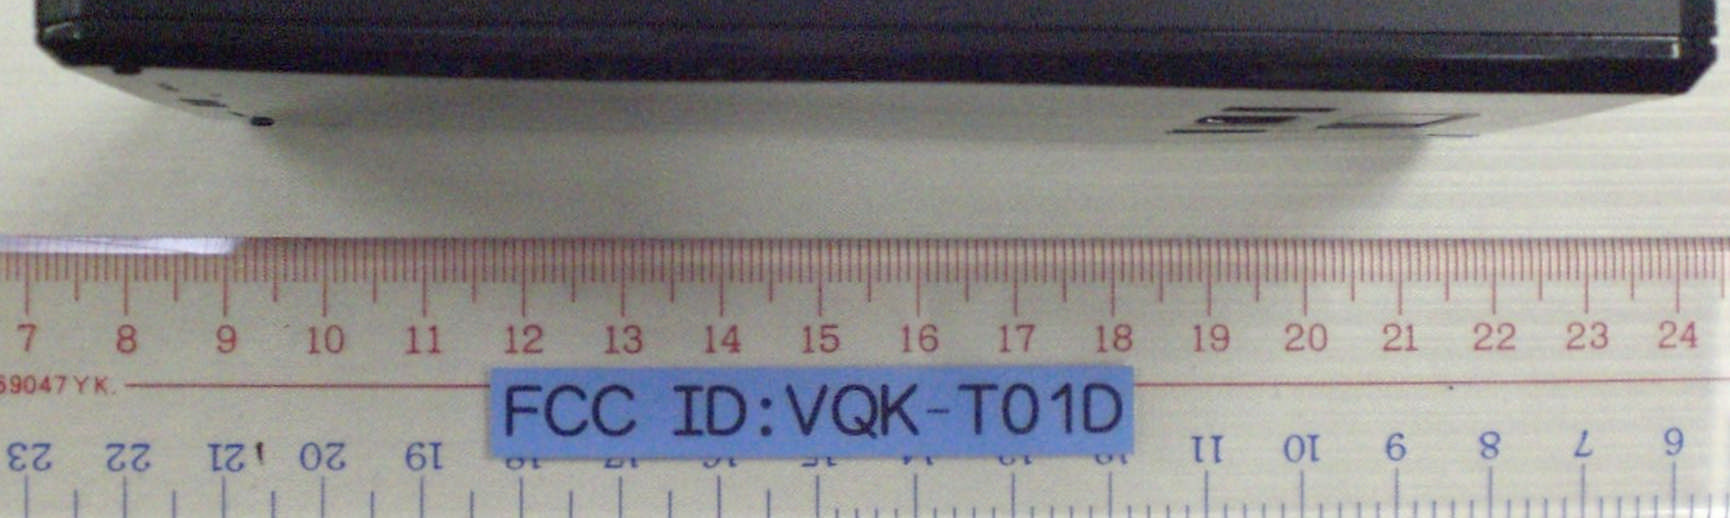 7 8 9 10 11 12 13 14 15 16 17 18 19 20 21 22 23 24
69047YK.
FCC ID:VQK-T01D
23 22 21 20 19 11 10 9 8 7 6